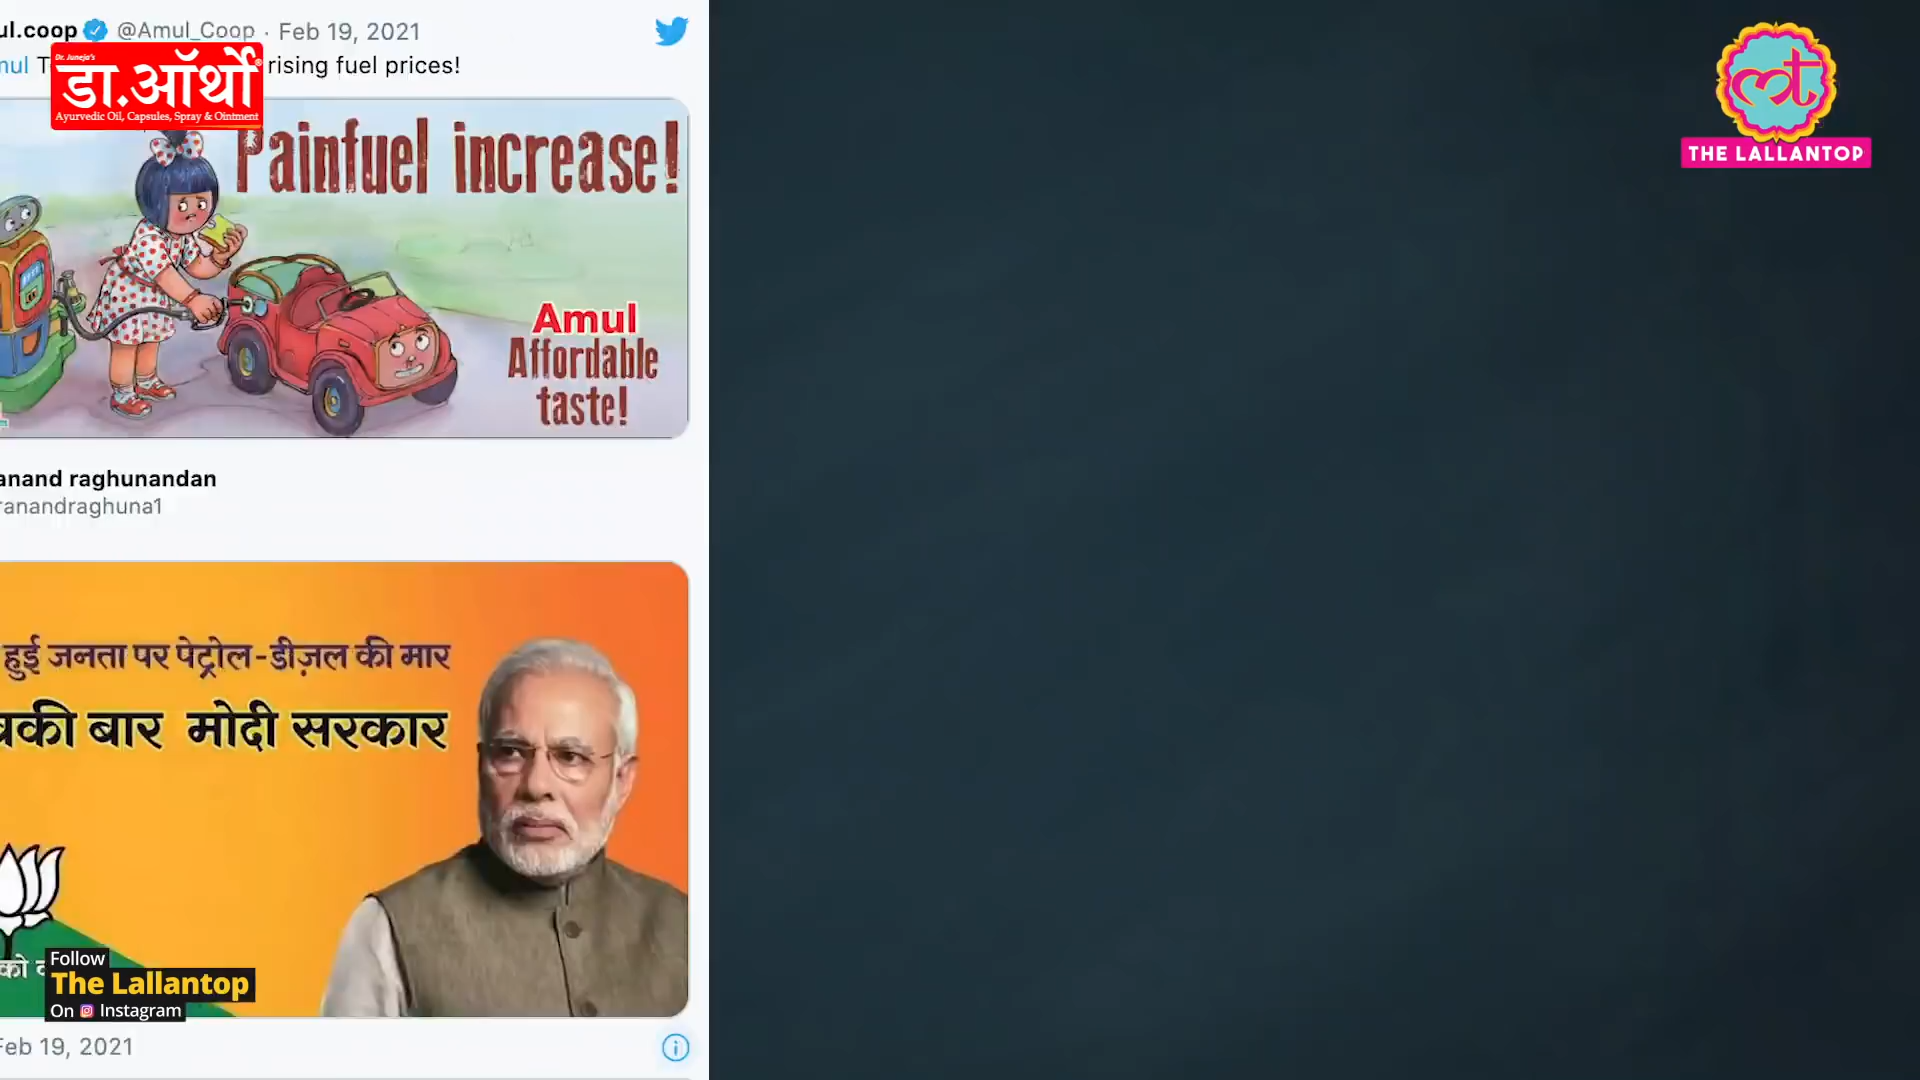 ul.coop @Amul_Coop · Feb 19, 2021
mul T rising fuel prices!
Dr. Juneja's
डा.ऑर्थो
Ayurvedic Oil, Capsules, Spray & Ointment
Painfuel increase!
Amul
Affordable
taste!
THE LALLANTOP
anand raghunandan
ranandraghuna1
हुई जनता पर पेट्रोल-डीज़ल की मार
बकी बार मोदी सरकार
को
Follow
The Lallantop
On Instagram
Feb 19, 2021